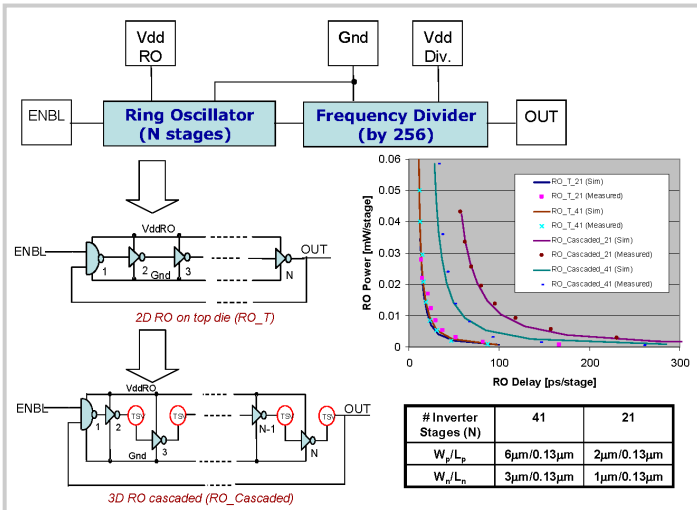 Vdd
RO
Gnd
Vdd
Div.
ENBL
Ring Oscillator
(N stages)
Frequency Divider
(by 256)
OUT
VddRO
ENBL
OUT
1
2
3
N
Gnd
2D RO on top die (RO_T)
VddRO
ENBL
TSV
TSV
TSV
TSV
OUT
1
2
3
N-1
N
Gnd
3D RO cascaded (RO_Cascaded)
RO Power [mW/stage]
0.06
0.05
0.04
0.03
0.02
0.01
0
0
100
200
300
RO Delay [ps/stage]
RO_T_21 (Sim)
RO_T_21 (Measured)
RO_T_41 (Sim)
RO_T_41 (Measured)
RO_Cascaded_21 (Sim)
RO_Cascaded_21 (Measured)
RO_Cascaded_41 (Sim)
RO_Cascaded_41 (Measured)
# Inverter Stages (N) 41 21
Wp/Lp 6µm/0.13µm 2µm/0.13µm
Wn/Ln 3µm/0.13µm 1µm/0.13µm